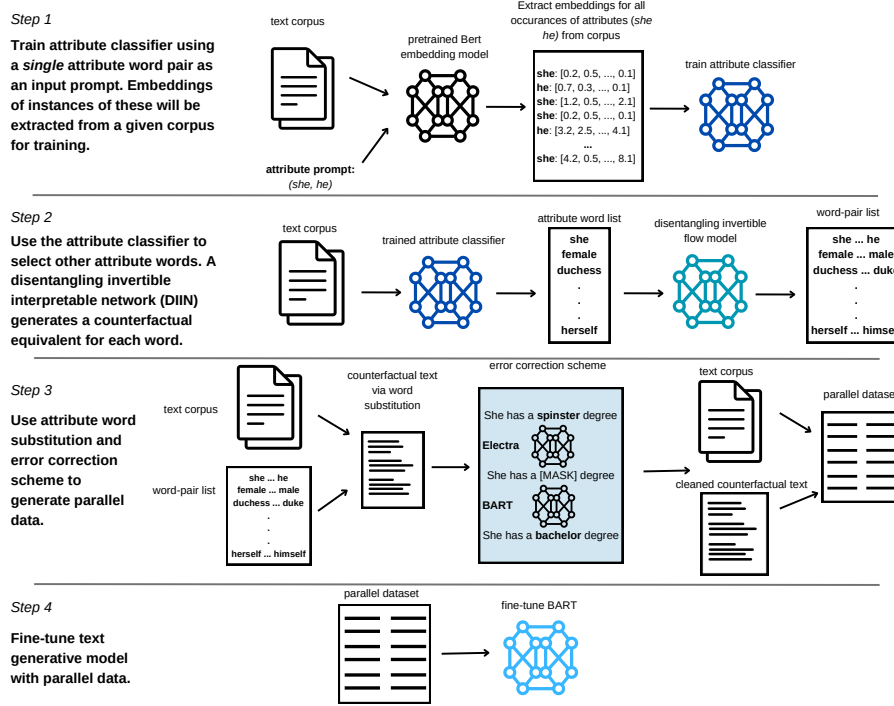 Step 1
Train attribute classifier using
a single attribute word pair as
an input prompt. Embeddings
of instances of these will be
extracted from a given corpus
for training.
text corpus
attribute prompt:
(she, he)
pretrained Bert
embedding model
Extract embeddings for all
occurances of attributes (she
he) from corpus
she: [0.2, 0.5, ..., 0.1]
he: [0.7, 0.3, ..., 0.1]
she: [1.2, 0.5, ..., 2.1]
she: [0.2, 0.5, ..., 0.1]
he: [3.2, 2.5, ..., 4.1]
...
she: [4.2, 0.5, ..., 8.1]
train attribute classifier
Step 2
Use the attribute classifier to
select other attribute words. A
disentangling invertible
interpretable network (DIIN)
generates a counterfactual
equivalent for each word.
text corpus
trained attribute classifier
attribute word list
she
female
duchess
.
.
.
herself
disentangling invertible
flow model
word-pair list
she ... he
female ... male
duchess ... duke
.
.
.
herself ... himse
Step 3
Use attribute word
substitution and
error correction
scheme to
generate parallel
data.
text corpus
word-pair list
she ... he
female ... male
duchess ... duke
.
.
.
herself ... himself
counterfactual text
via word
substitution
error correction scheme
She has a spinster degree
Electra
She has a [MASK] degree
BART
She has a bachelor degree
text corpus
cleaned counterfactual text
parallel dataset
Step 4
Fine-tune text
generative model
with parallel data.
parallel dataset
fine-tune BART